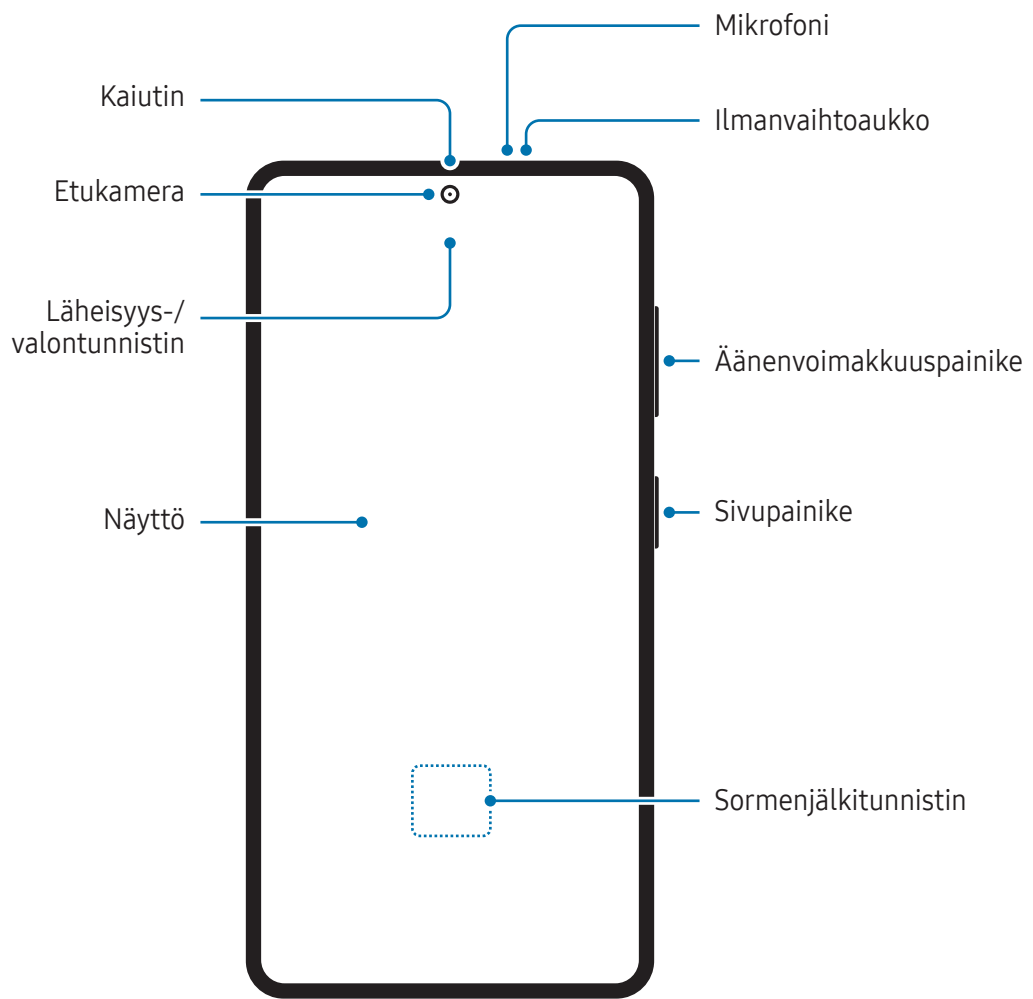 Mikrofoni
Kaiutin
Ilmanvaihtoaukko
Etukamera
Läheisyys-/
valontunnistin
Äänenvoimakkuuspainike
Näyttö
Sivupainike
Sormenjälkitunnistin